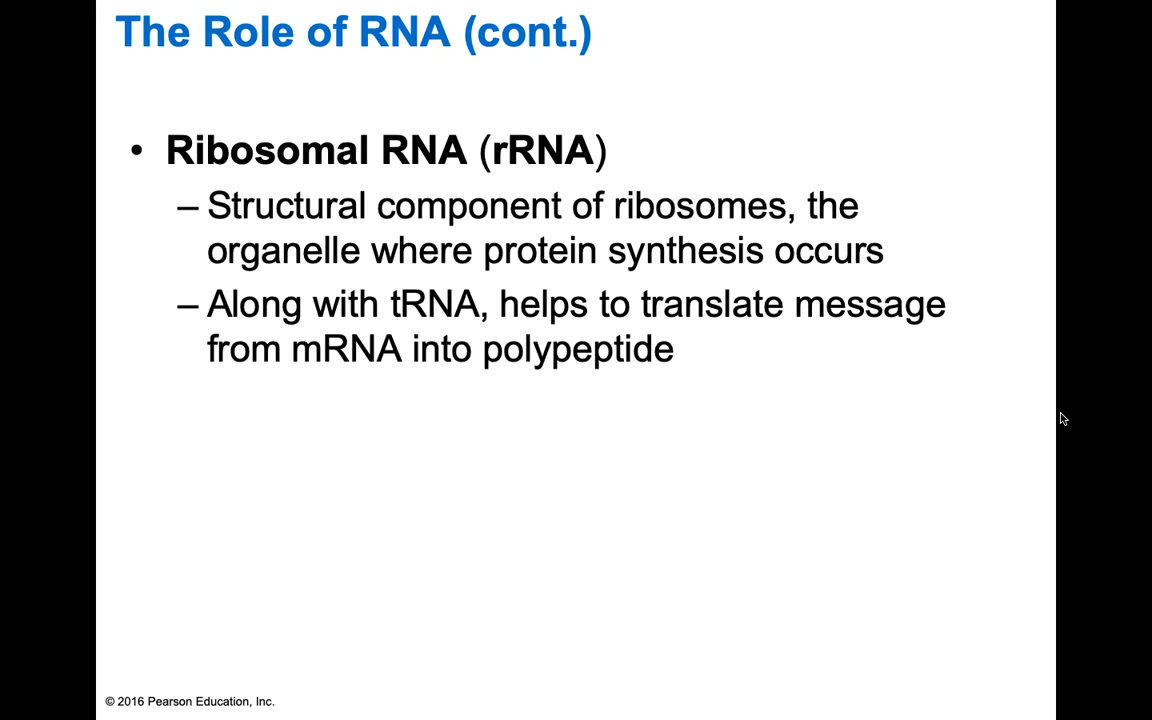 The Role of RNA (cont.)
• Ribosomal RNA (rRNA)
– Structural component of ribosomes, the
organelle where protein synthesis occurs
– Along with tRNA, helps to translate message
from mRNA into polypeptide
© 2016 Pearson Education, Inc.